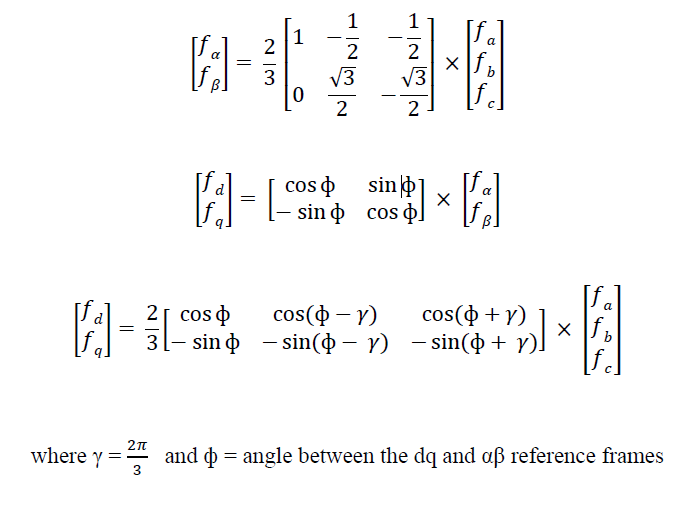 [f_α; f_β] = 2/3 [1 −1/2 −1/2; 0 √3/2 −√3/2] × [f_a; f_b; f_c]
[f_d; f_q] = [cos ϕ sin ϕ; − sin ϕ cos ϕ] × [f_α; f_β]
[f_d; f_q] = 2/3 [cos ϕ cos(ϕ − γ) cos(ϕ + γ); − sin ϕ − sin(ϕ − γ) − sin(ϕ + γ)] × [f_a; f_b; f_c]
where γ = 2π/3 and ϕ = angle between the dq and αβ reference frames